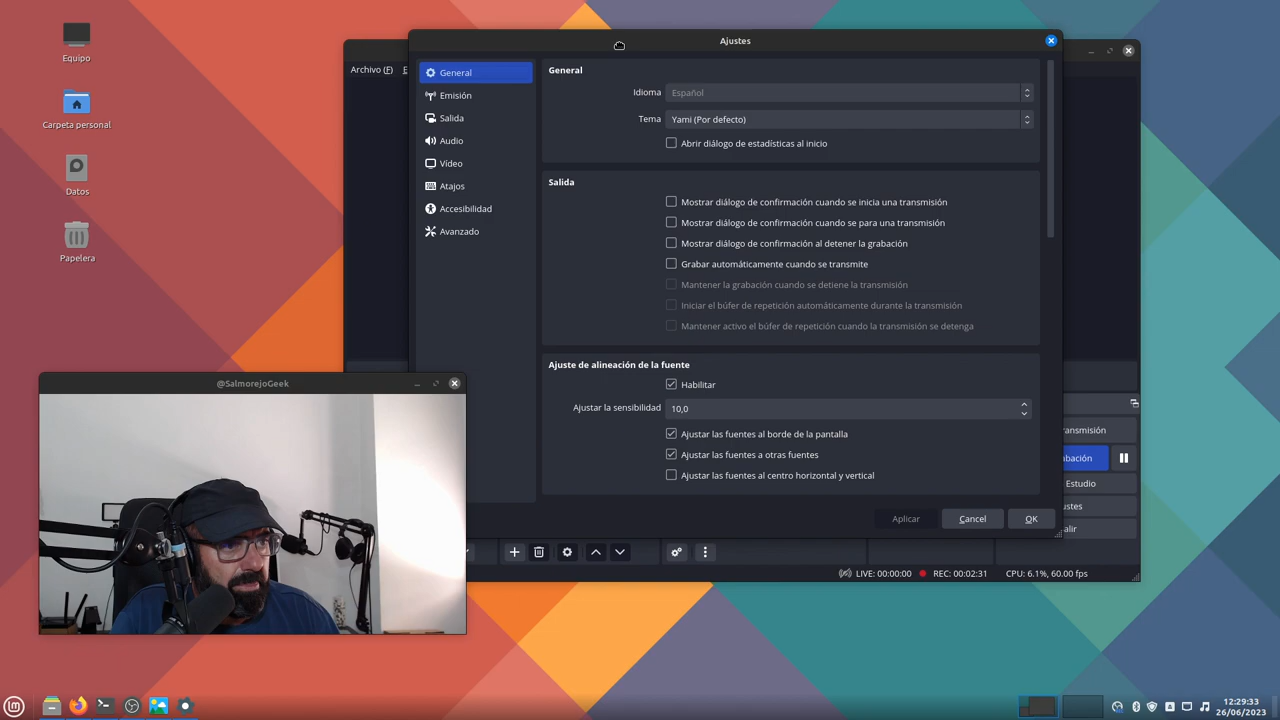 Equipo
Carpeta personal
Datos
Papelera
Archivo (F)
E
Ajustes
General
Emisión
Salida
Audio
Vídeo
Atajos
Accesibilidad
Avanzado
General
Idioma Español
Tema Yami (Por defecto)
Abrir diálogo de estadísticas al inicio
Salida
Mostrar diálogo de confirmación cuando se inicia una transmisión
Mostrar diálogo de confirmación cuando se para una transmisión
Mostrar diálogo de confirmación al detener la grabación
Grabar automáticamente cuando se transmite
Mantener la grabación cuando se detiene la transmisión
Iniciar el búfer de repetición automáticamente durante la transmisión
Mantener activo el búfer de repetición cuando la transmisión se detenga
Ajuste de alineación de la fuente
Habilitar
Ajustar la sensibilidad 10,0
Ajustar las fuentes al borde de la pantalla
Ajustar las fuentes a otras fuentes
Ajustar las fuentes al centro horizontal y vertical
Aplicar Cancel OK
ransmisión
bación
Estudio
ustes
alir
LIVE: 00:00:00 REC: 00:02:31 CPU: 6.1%, 60.00 fps
@SalmorejoGeek
12:29:33
26/06/2023